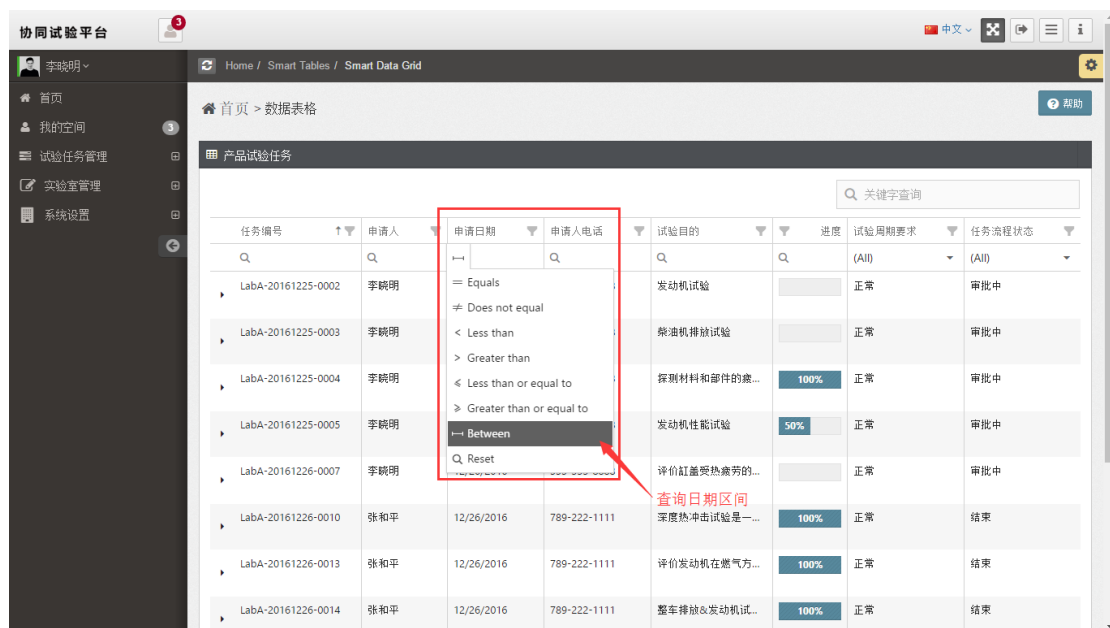 协同试验平台 3 中文
李晓明 Home / Smart Tables / Smart Data Grid
首页
首页 > 数据表格 帮助
我的空间 3
试验任务管理 产品试验任务
实验室管理
关键字查询
系统设置
任务编号 申请人 申请日期 申请人电话 试验目的 进度 试验周期要求 任务流程状态
(All) (All)
LabA-20161225-0002 李晓明 发动机试验 正常 审批中
Equals
Does not equal
LabA-20161225-0003 李晓明 柴油机排放试验 正常 审批中
< Less than
> Greater than
LabA-20161225-0004 李晓明 探测材料和部件的疲... 100% 正常 审批中
Less than or equal to
Greater than or equal to
LabA-20161225-0005 李晓明 发动机性能试验 50% 正常 审批中
Between
Reset
LabA-20161226-0007 李晓明 评价缸盖受热疲劳的... 正常 审批中
查询日期区间
LabA-20161226-0010 张和平 12/26/2016 789-222-1111 深度热冲击试验是一... 100% 正常 结束
LabA-20161226-0013 张和平 12/26/2016 789-222-1111 评价发动机在燃气方... 100% 正常 结束
LabA-20161226-0014 张和平 12/26/2016 789-222-1111 整车排放&发动机试... 100% 正常 结束